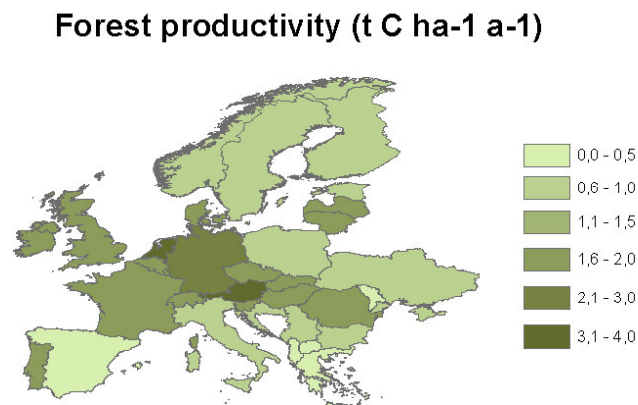 Forest productivity (t C ha-1 a-1)
0,0 - 0,5
0,6 - 1,0
1,1 - 1,5
1,6 - 2,0
2,1 - 3,0
3,1 - 4,0